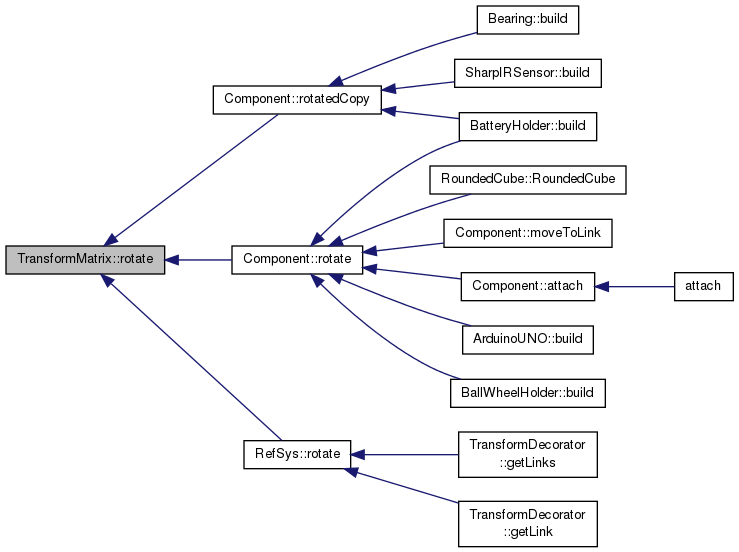 Bearing::build
SharpIRSensor::build
Component::rotatedCopy
BatteryHolder::build
RoundedCube::RoundedCube
Component::moveToLink
TransformMatrix::rotate
Component::rotate
Component::attach
attach
ArduinoUNO::build
BallWheelHolder::build
RefSys::rotate
TransformDecorator
::getLinks
TransformDecorator
::getLink